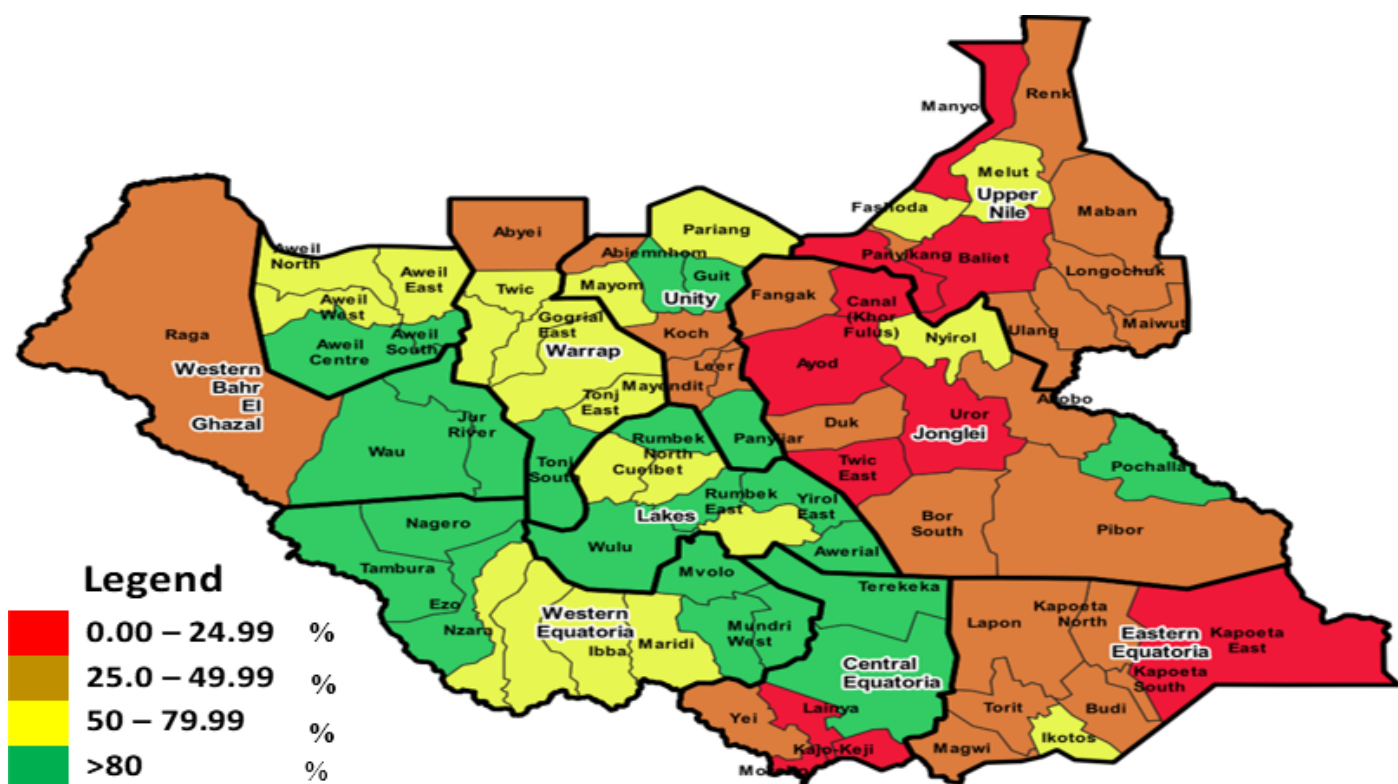 Manyo
Renk
Melut
Upper
Nile
Fashoda
Maban
Abyei
Pariang
Aweil
North
Abiemnhom
Panyikang
Baliet
Longochuk
Aweil
East
Twic
Mayom
Guit
Unity
Fangak
Canal
(Khor
Fulus)
Aweil
West
Gogrial
East
Koch
Nyirol
Ulang
Maiwut
Raga
Aweil
Centre
Aweil
South
Warrap
Leer
Ayod
Western
Bahr
El
Ghazal
Mayendit
Tonj
East
Akobo
Jur
River
Duk
Uror
Jonglei
Wau
Rumbek
North
Panyijar
Tonj
South
Cueibet
Twic
East
Pochalla
Rumbek
East
Yirol
East
Lakes
Bor
South
Pibor
Nagero
Wulu
Awerial
Tambura
Mvolo
Terekeka
Ezo
Nzara
Western
Equatoria
Ibba
Maridi
Mundri
West
Lapon
Kapoeta
North
Eastern
Equatoria
Kapoeta
East
Kapoeta
South
Central
Equatoria
Yei
Lainya
Torit
Budi
Kajo-Keji
Magwi
Ikotos
Legend
0.00 – 24.99 %
25.0 – 49.99 %
50 – 79.99 %
>80 %